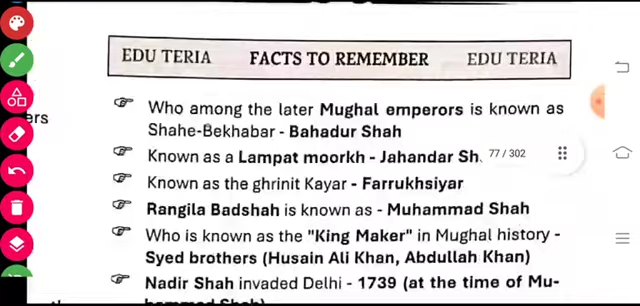 EDU TERIA FACTS TO REMEMBER EDU TERIA
ers
Who among the later Mughal emperors is known as
Shahe-Bekhabar - Bahadur Shah
Known as a Lampat moorkh - Jahandar Sh
77 / 302
Known as the ghrinit Kayar - Farrukhsiyar
Rangila Badshah is known as - Muhammad Shah
Who is known as the "King Maker" in Mughal history -
Syed brothers (Husain Ali Khan, Abdullah Khan)
Nadir Shah invaded Delhi - 1739 (at the time of Mu-
hammad Shah)